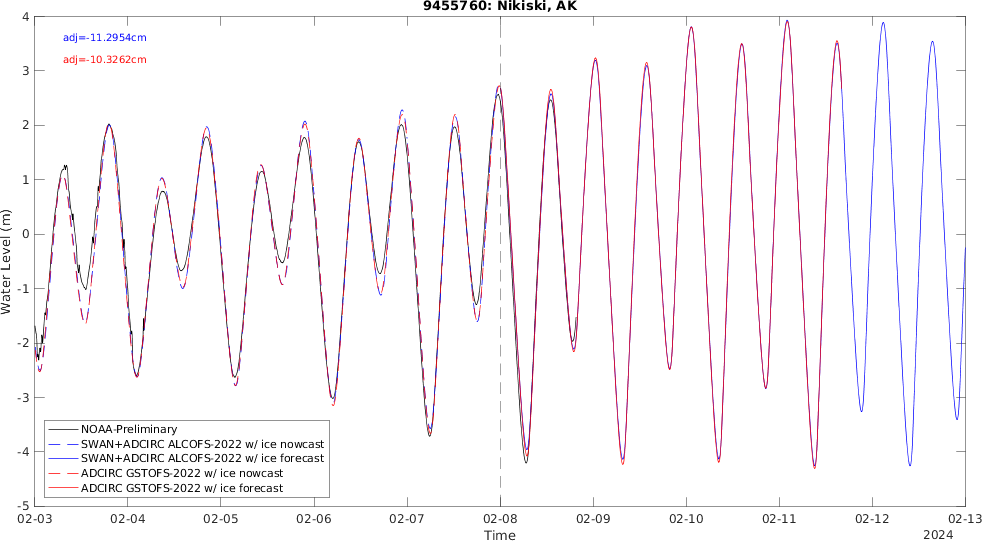 9455760: Nikiski, AK
adj=-11.2954cm
adj=-10.3262cm
4
3
2
1
0
-1
-2
-3
-4
-5
Water Level (m)
NOAA-Preliminary
SWAN+ADCIRC ALCOFS-2022 w/ ice nowcast
SWAN+ADCIRC ALCOFS-2022 w/ ice forecast
ADCIRC GSTOFS-2022 w/ ice nowcast
ADCIRC GSTOFS-2022 w/ ice forecast
02-03 02-04 02-05 02-06 02-07 02-08 02-09 02-10 02-11 02-12 02-13
Time
2024